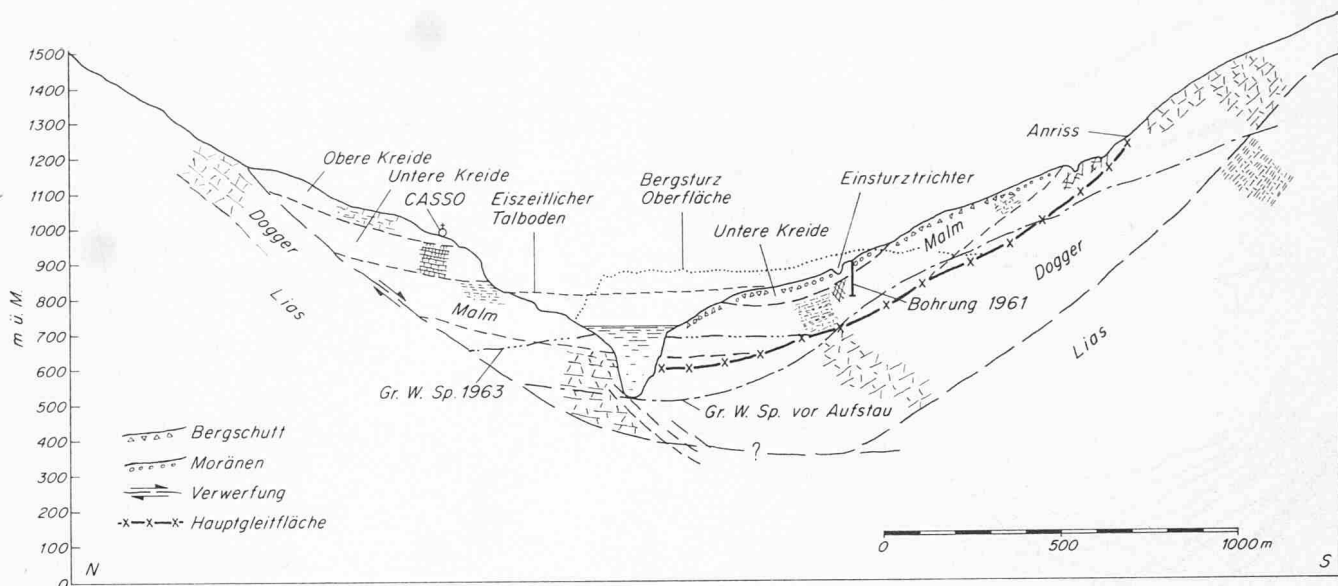 m ü. M.
1500
1400
1300
1200
1100
1000
900
800
700
600
500
400
300
200
100
0
N
S
Obere Kreide
Untere Kreide
CASSO
Eiszeitlicher
Talboden
Bergsturz
Oberfläche
Einsturztrichter
Anriss
Untere Kreide
Malm
Dogger
Lias
Dogger
Lias
Malm
Bohrung 1961
Gr. W. Sp. 1963
Gr. W. Sp. vor Aufstau
?
Bergschutt
Moränen
Verwerfung
-x-x-x- Hauptgleitfläche
0 500 1000 m